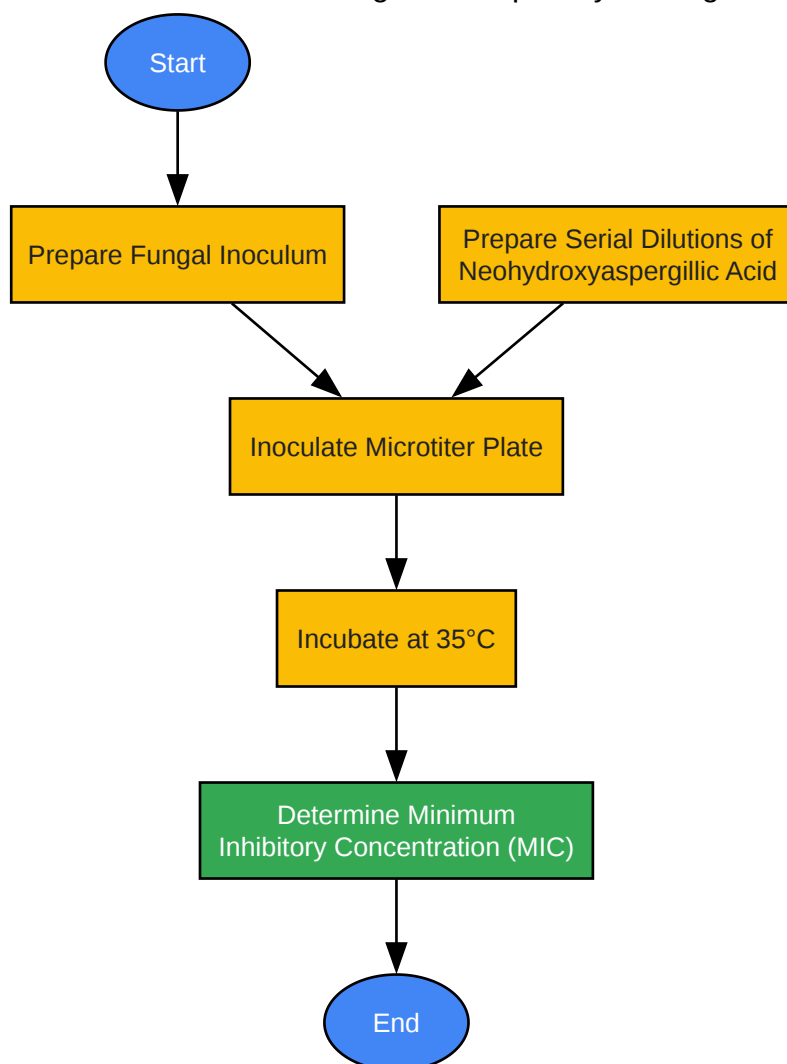 Start
Prepare Fungal Inoculum
Prepare Serial Dilutions of
Neohydroxyaspergillic Acid
Inoculate Microtiter Plate
Incubate at 35°C
Determine Minimum
Inhibitory Concentration (MIC)
End